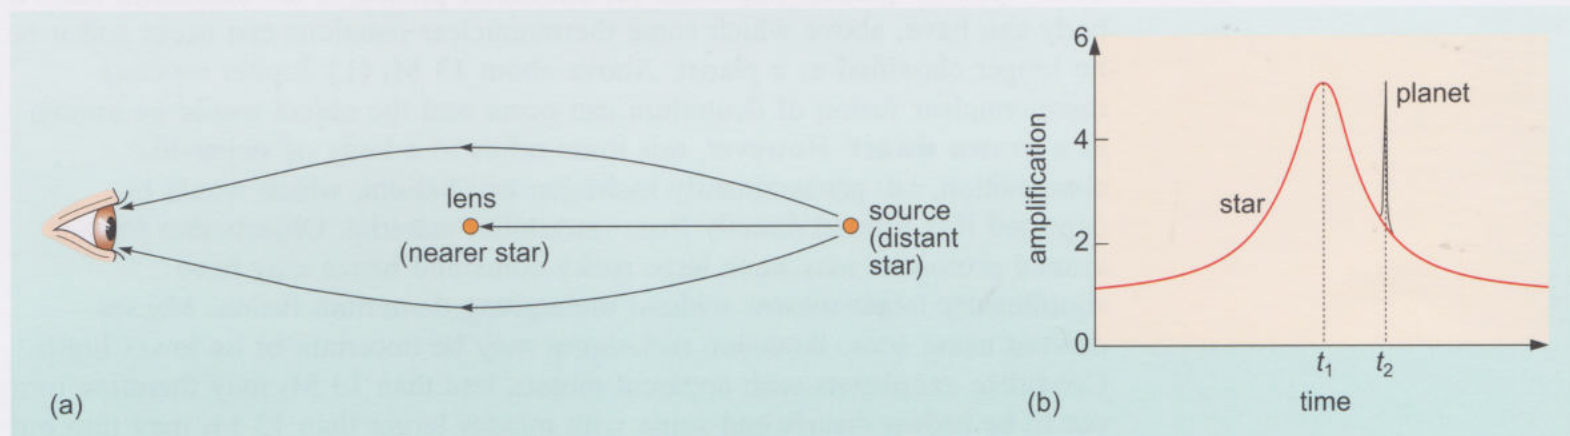 lens
(nearer star)
source
(distant
star)
(a)
6
4
2
0
amplification
star
planet
t1
t2
time
(b)